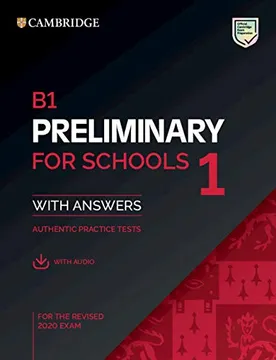 CAMBRIDGE
B1
PRELIMINARY
FOR SCHOOLS 1
WITH ANSWERS
AUTHENTIC PRACTICE TESTS
WITH AUDIO
FOR THE REVISED
2020 EXAM